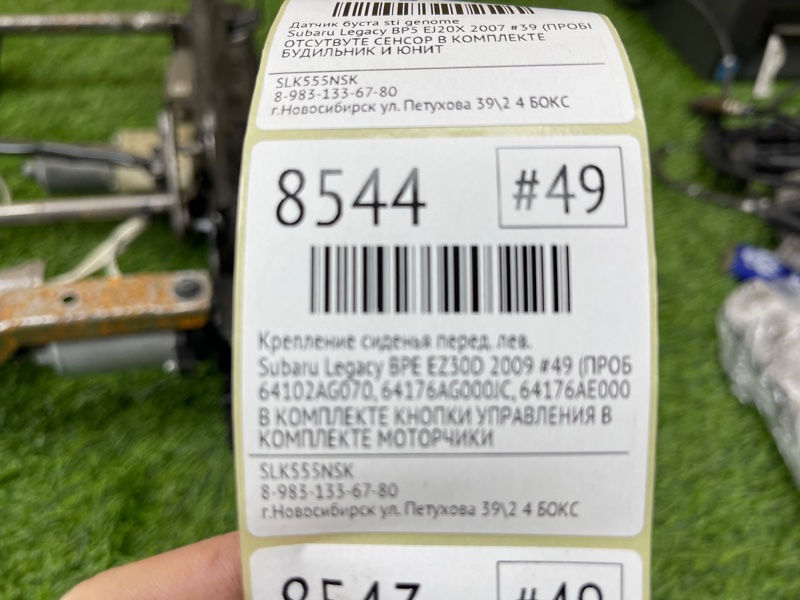 Датчик буста sti genome
Subaru Legacy BP5 EJ20X 2007 #39 (ПРОБЕ
ОТСУТВУТЕ СЕНСОР В КОМПЛЕКТЕ
БУДИЛЬНИК И ЮНИТ
SLK555NSK
8-983-133-67-80
г.Новосибирск ул. Петухова 39\2 4 БОКС
8544 #49
Крепление сиденья перед. лев.
Subaru Legacy BPE EZ30D 2009 #49 (ПРОБ
64102AG070, 64176AG000JC, 64176AE000
В КОМПЛЕКТЕ КНОПКИ УПРАВЛЕНИЯ В
КОМПЛЕКТЕ МОТОРЧИКИ
SLK555NSK
8-983-133-67-80
г.Новосибирск ул. Петухова 39\2 4 БОКС
8543 #49